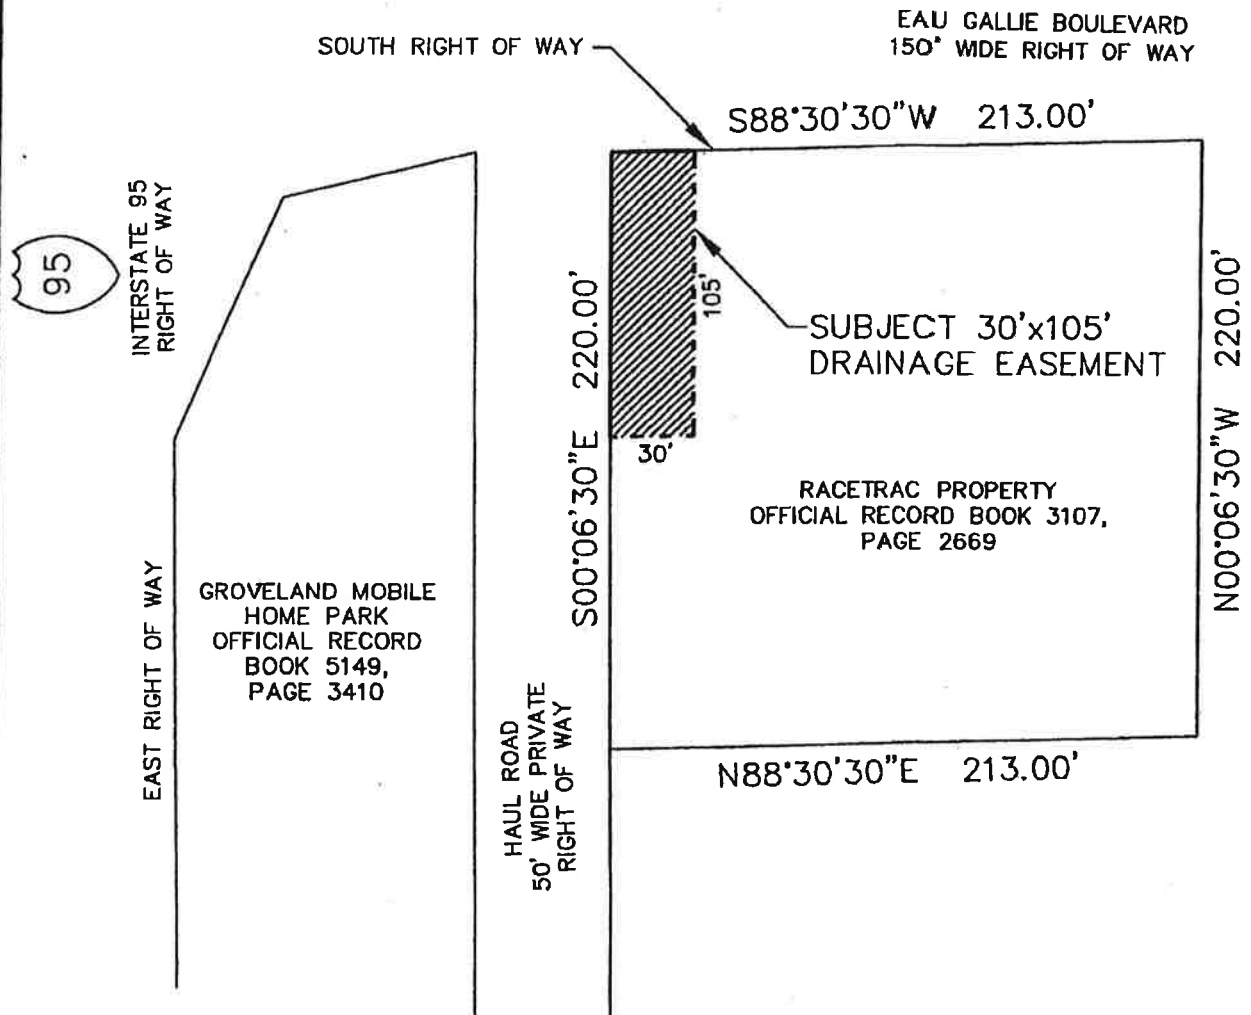 EAU GALLIE BOULEVARD
150' WIDE RIGHT OF WAY
SOUTH RIGHT OF WAY
S88°30'30"W 213.00'
INTERSTATE 95
RIGHT OF WAY
95
105'
SUBJECT 30'x105'
DRAINAGE EASEMENT
30'
S00°06'30"E 220.00'
N00°06'30"W 220.00'
RACETRAC PROPERTY
OFFICIAL RECORD BOOK 3107,
PAGE 2669
EAST RIGHT OF WAY
GROVELAND MOBILE
HOME PARK
OFFICIAL RECORD
BOOK 5149,
PAGE 3410
HAUL ROAD
50' WIDE PRIVATE
RIGHT OF WAY
N88°30'30"E 213.00'